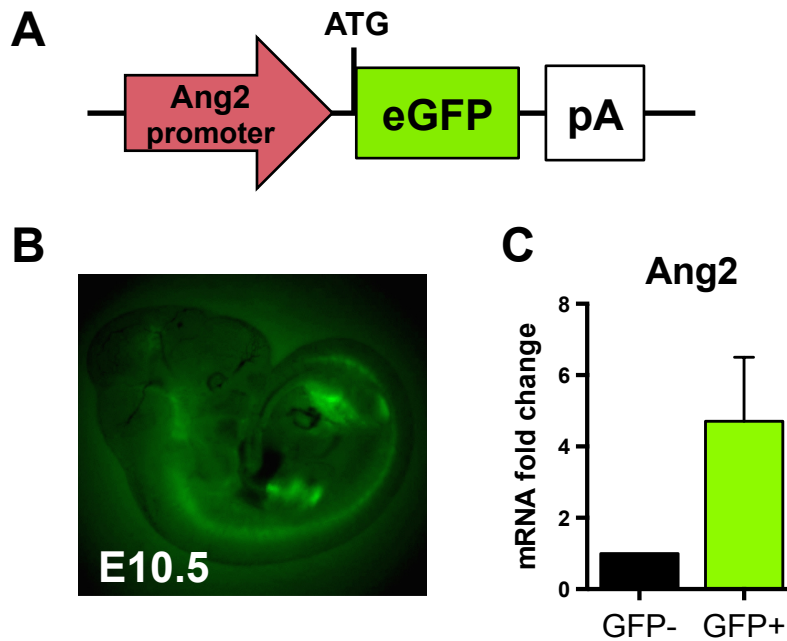 A
ATG
Ang2
promoter
eGFP
pA
B
E10.5
C
Ang2
mRNA fold change
8
6
4
2
0
GFP- GFP+